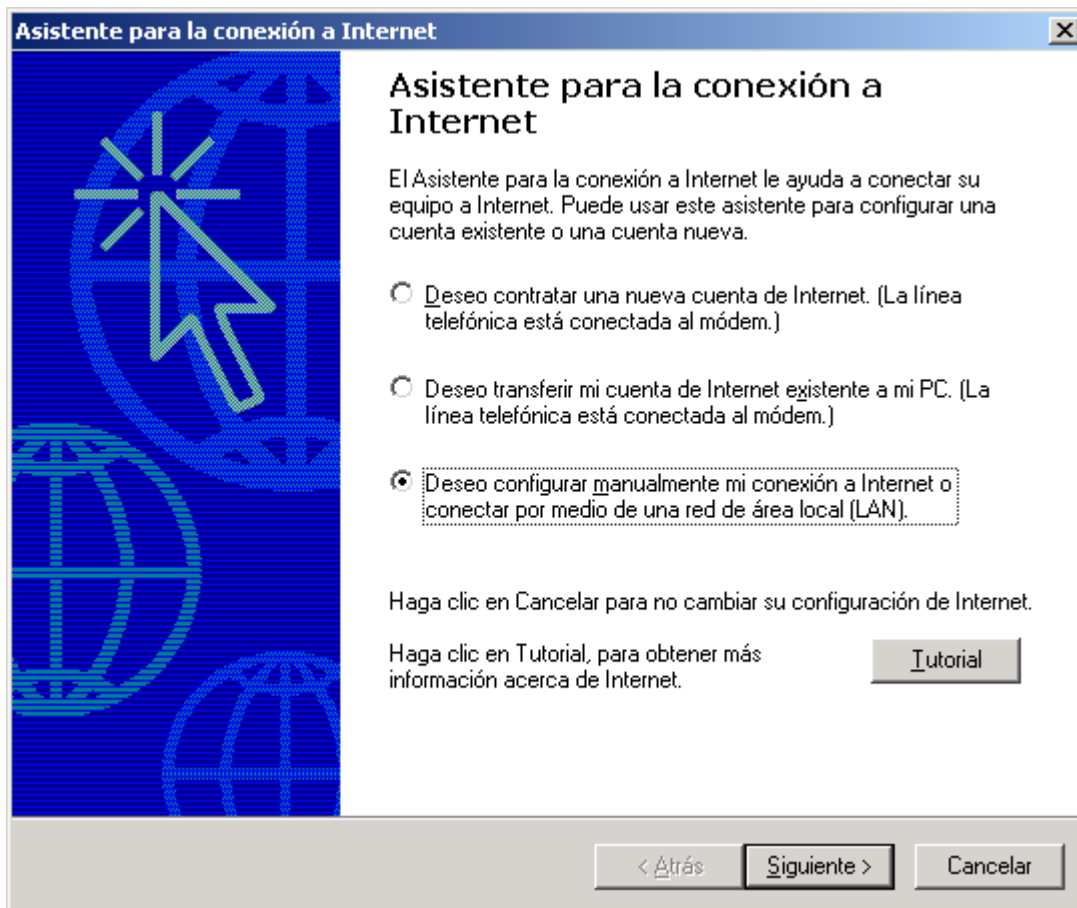 Asistente para la conexión a Internet
Asistente para la conexión a
Internet
El Asistente para la conexión a Internet le ayuda a conectar su
equipo a Internet. Puede usar este asistente para configurar una
cuenta existente o una cuenta nueva.
Deseo contratar una nueva cuenta de Internet. (La línea
telefónica está conectada al módem.)
Deseo transferir mi cuenta de Internet existente a mi PC. (La
línea telefónica está conectada al módem.)
Deseo configurar manualmente mi conexión a Internet o
conectar por medio de una red de área local (LAN).
Haga clic en Cancelar para no cambiar su configuración de Internet.
Haga clic en Tutorial, para obtener más
información acerca de Internet.
Tutorial
< Atrás
Siguiente >
Cancelar